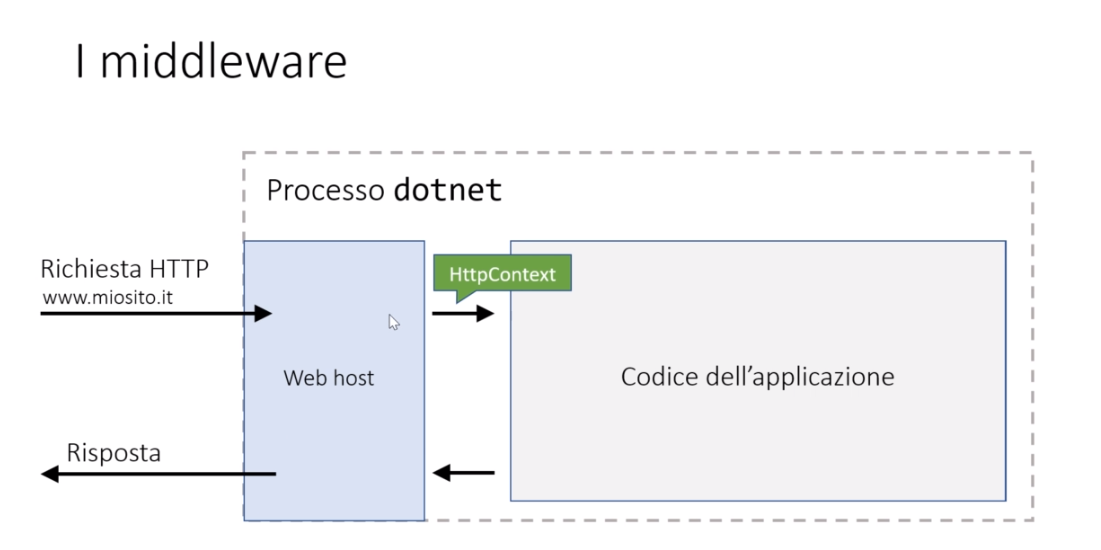 I middleware
Processo dotnet
Richiesta HTTP
www.miosito.it
HttpContext
Web host
Codice dell'applicazione
Risposta